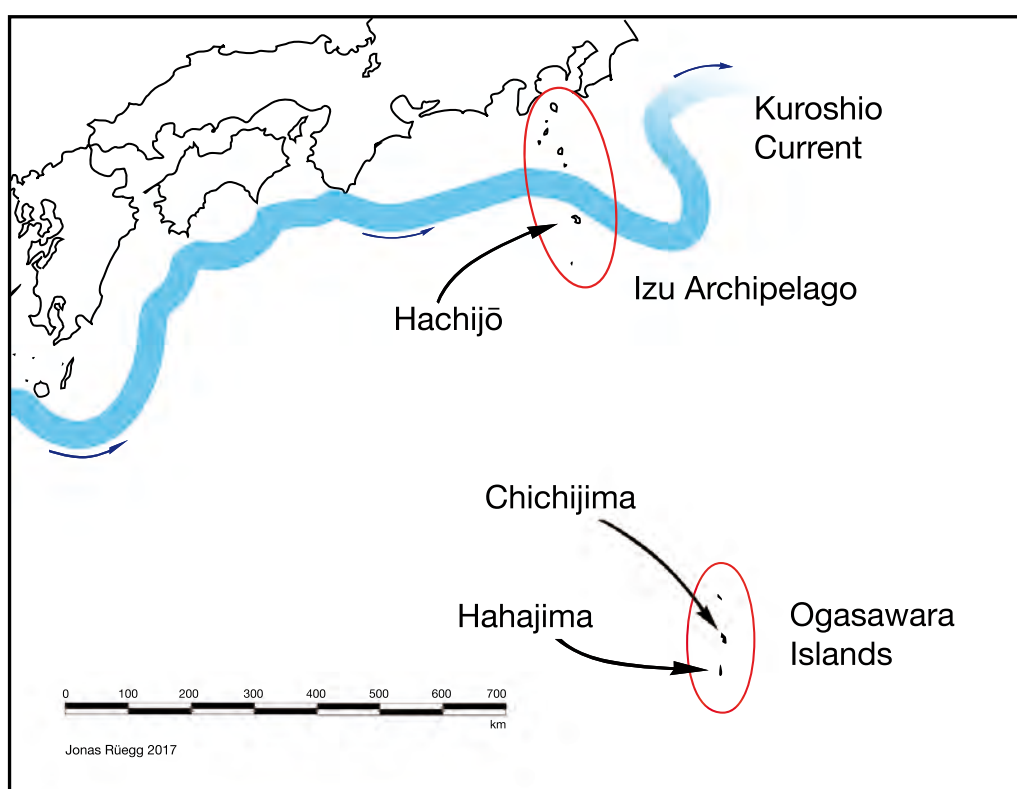 Kuroshio
Current
Izu Archipelago
Hachijō
Chichijima
Hahajima
Ogasawara
Islands
0 100 200 300 400 500 600 700
km
Jonas Rüegg 2017